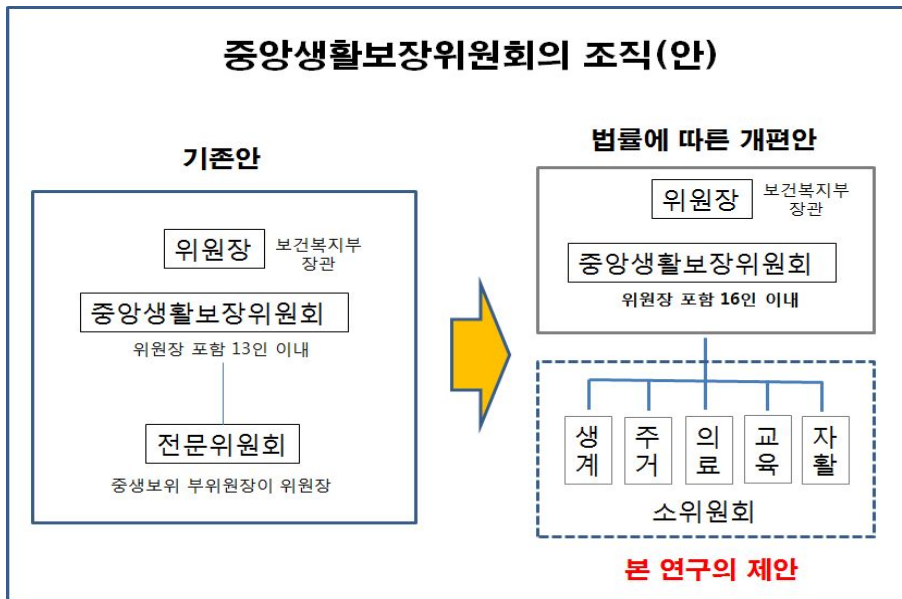 중앙생활보장위원회의 조직(안)
기존안
위원장
보건복지부
장관
중앙생활보장위원회
위원장 포함 13인 이내
전문위원회
중생보위 부위원장이 위원장
법률에 따른 개편안
위원장
보건복지부
장관
중앙생활보장위원회
위원장 포함 16인 이내
생계
주거
의료
교육
자활
소위원회
본 연구의 제안